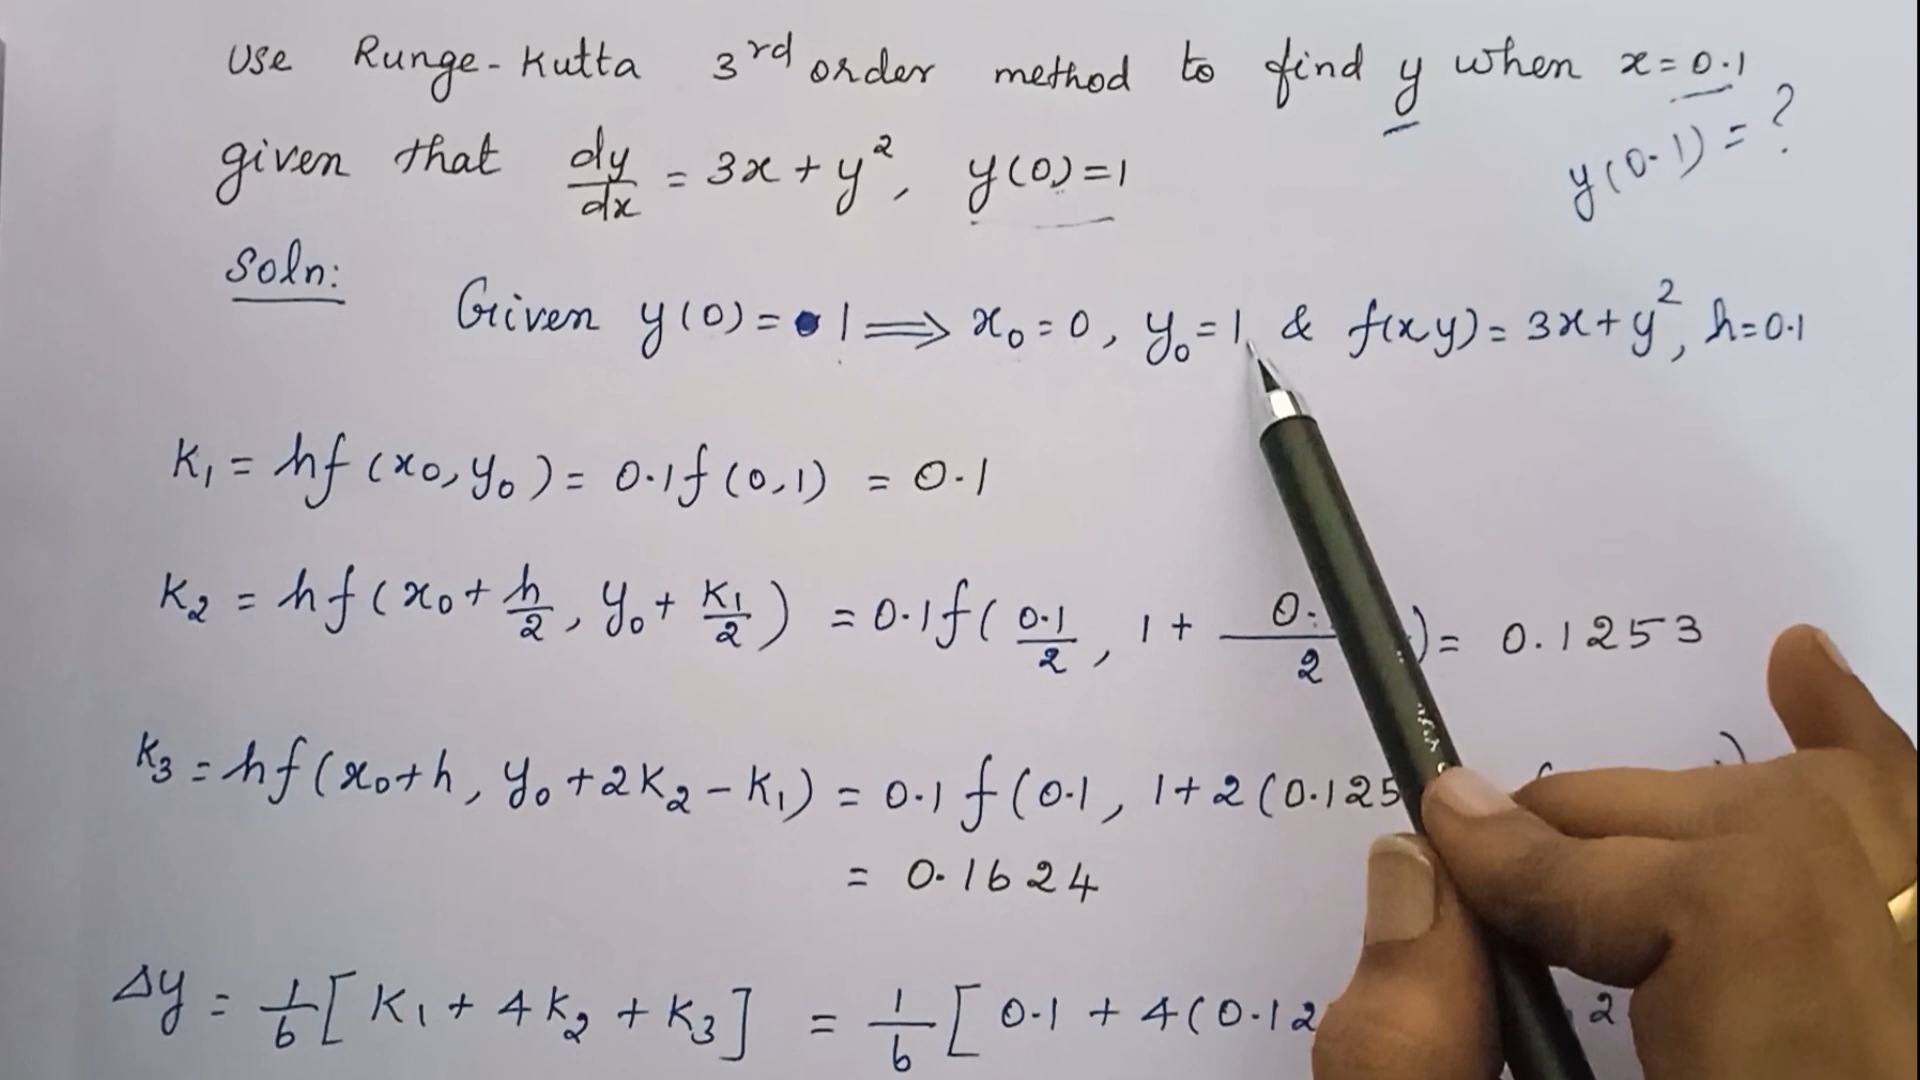 Use Runge-Kutta 3rd order method to find y when x=0.1
given that dy/dx = 3x + y², y(0)=1
y(0.1) = ?
Soln:
Given y(0)= 1 ⟹ x₀=0, y₀=1, & f(xy)= 3x+y², h=0.1
K₁ = hf(x₀,y₀)= 0.1f(0,1) = 0.1
K₂ = hf(x₀+h/2, y₀+K₁/2) = 0.1f(0.1/2, 1+ 0. /2)= 0.1253
K₃ = hf(x₀+h, y₀+2K₂-K₁) = 0.1f(0.1, 1+2(0.125 )
= 0.1624
Δy = 1/6[K₁ + 4K₂ + K₃] = 1/6[0.1 + 4(0.12 2